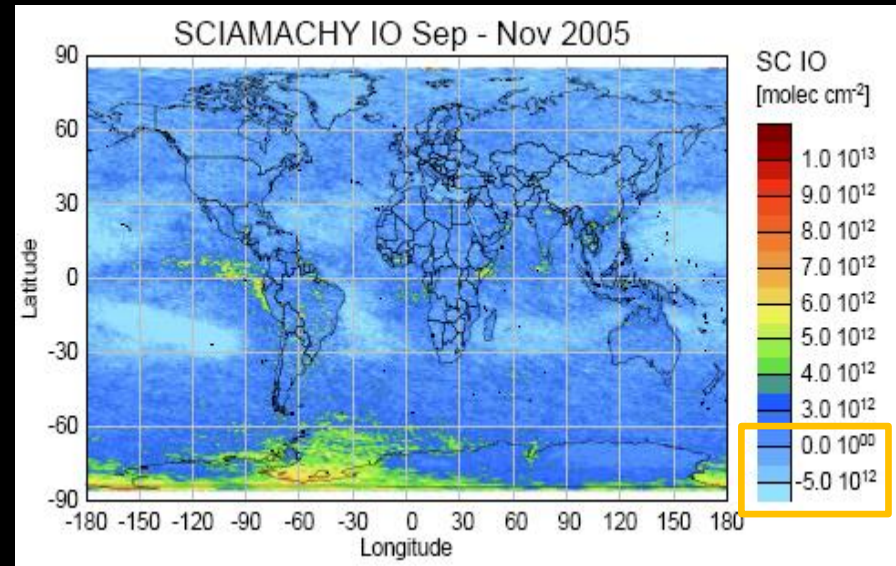 SCIAMACHY IO Sep - Nov 2005
SC IO
[molec cm⁻²]
1.0 10¹³
9.0 10¹²
8.0 10¹²
7.0 10¹²
6.0 10¹²
5.0 10¹²
4.0 10¹²
3.0 10¹²
0.0 10⁰⁰
-5.0 10¹²
Latitude
90
60
30
0
-30
-60
-90
-180 -150 -120 -90 -60 -30 0 30 60 90 120 150 180
Longitude